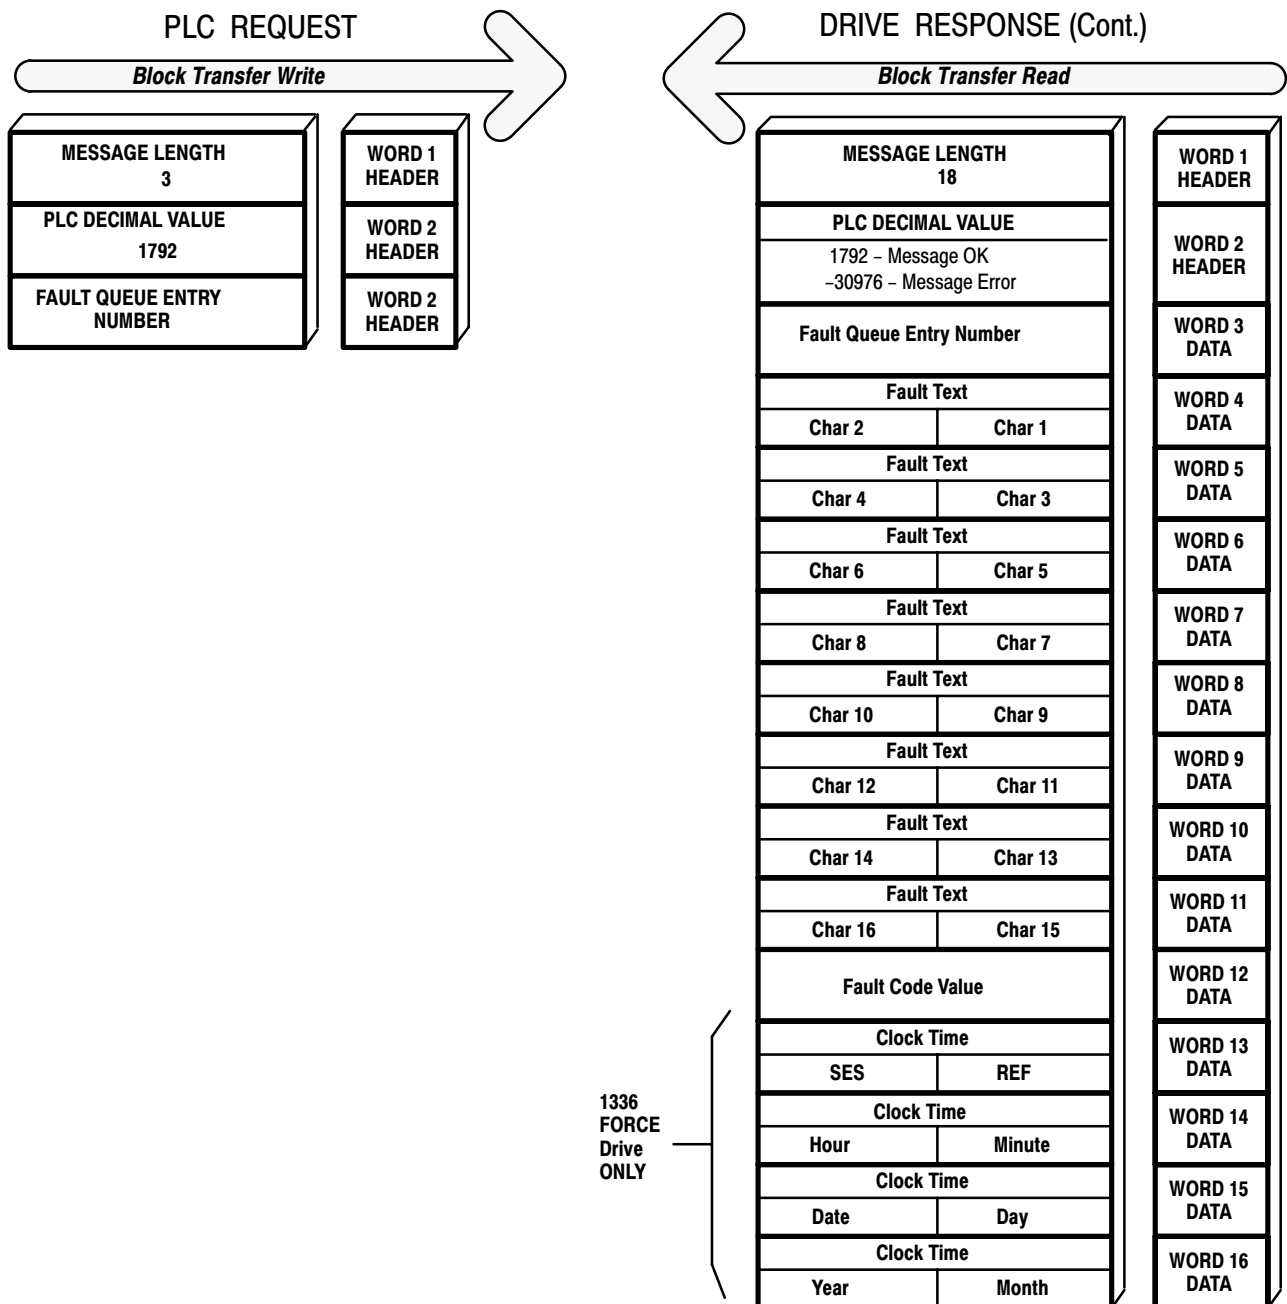 PLC REQUEST
Block Transfer Write
MESSAGE LENGTH
3
WORD 1
HEADER
PLC DECIMAL VALUE
1792
WORD 2
HEADER
FAULT QUEUE ENTRY
NUMBER
WORD 2
HEADER
DRIVE RESPONSE (Cont.)
Block Transfer Read
MESSAGE LENGTH
18
WORD 1
HEADER
PLC DECIMAL VALUE
1792 – Message OK
–30976 – Message Error
WORD 2
HEADER
Fault Queue Entry Number
WORD 3
DATA
Fault Text
Char 2 Char 1
WORD 4
DATA
Fault Text
Char 4 Char 3
WORD 5
DATA
Fault Text
Char 6 Char 5
WORD 6
DATA
Fault Text
Char 8 Char 7
WORD 7
DATA
Fault Text
Char 10 Char 9
WORD 8
DATA
Fault Text
Char 12 Char 11
WORD 9
DATA
Fault Text
Char 14 Char 13
WORD 10
DATA
Fault Text
Char 16 Char 15
WORD 11
DATA
Fault Code Value
WORD 12
DATA
1336
FORCE
Drive
ONLY
Clock Time
SES REF
WORD 13
DATA
Clock Time
Hour Minute
WORD 14
DATA
Clock Time
Date Day
WORD 15
DATA
Clock Time
Year Month
WORD 16
DATA